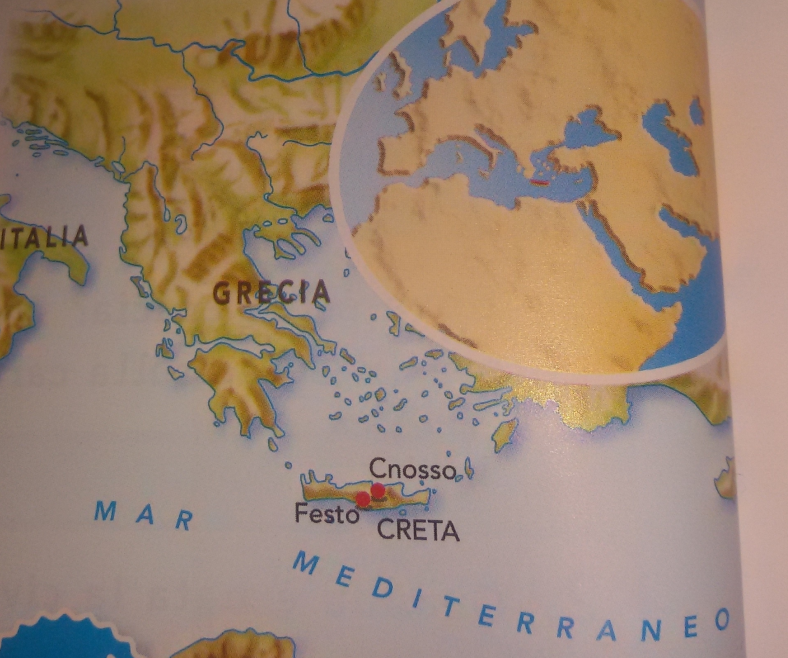 ITALIA
GRECIA
Cnosso
Festo
CRETA
MAR
MEDITERRANEO